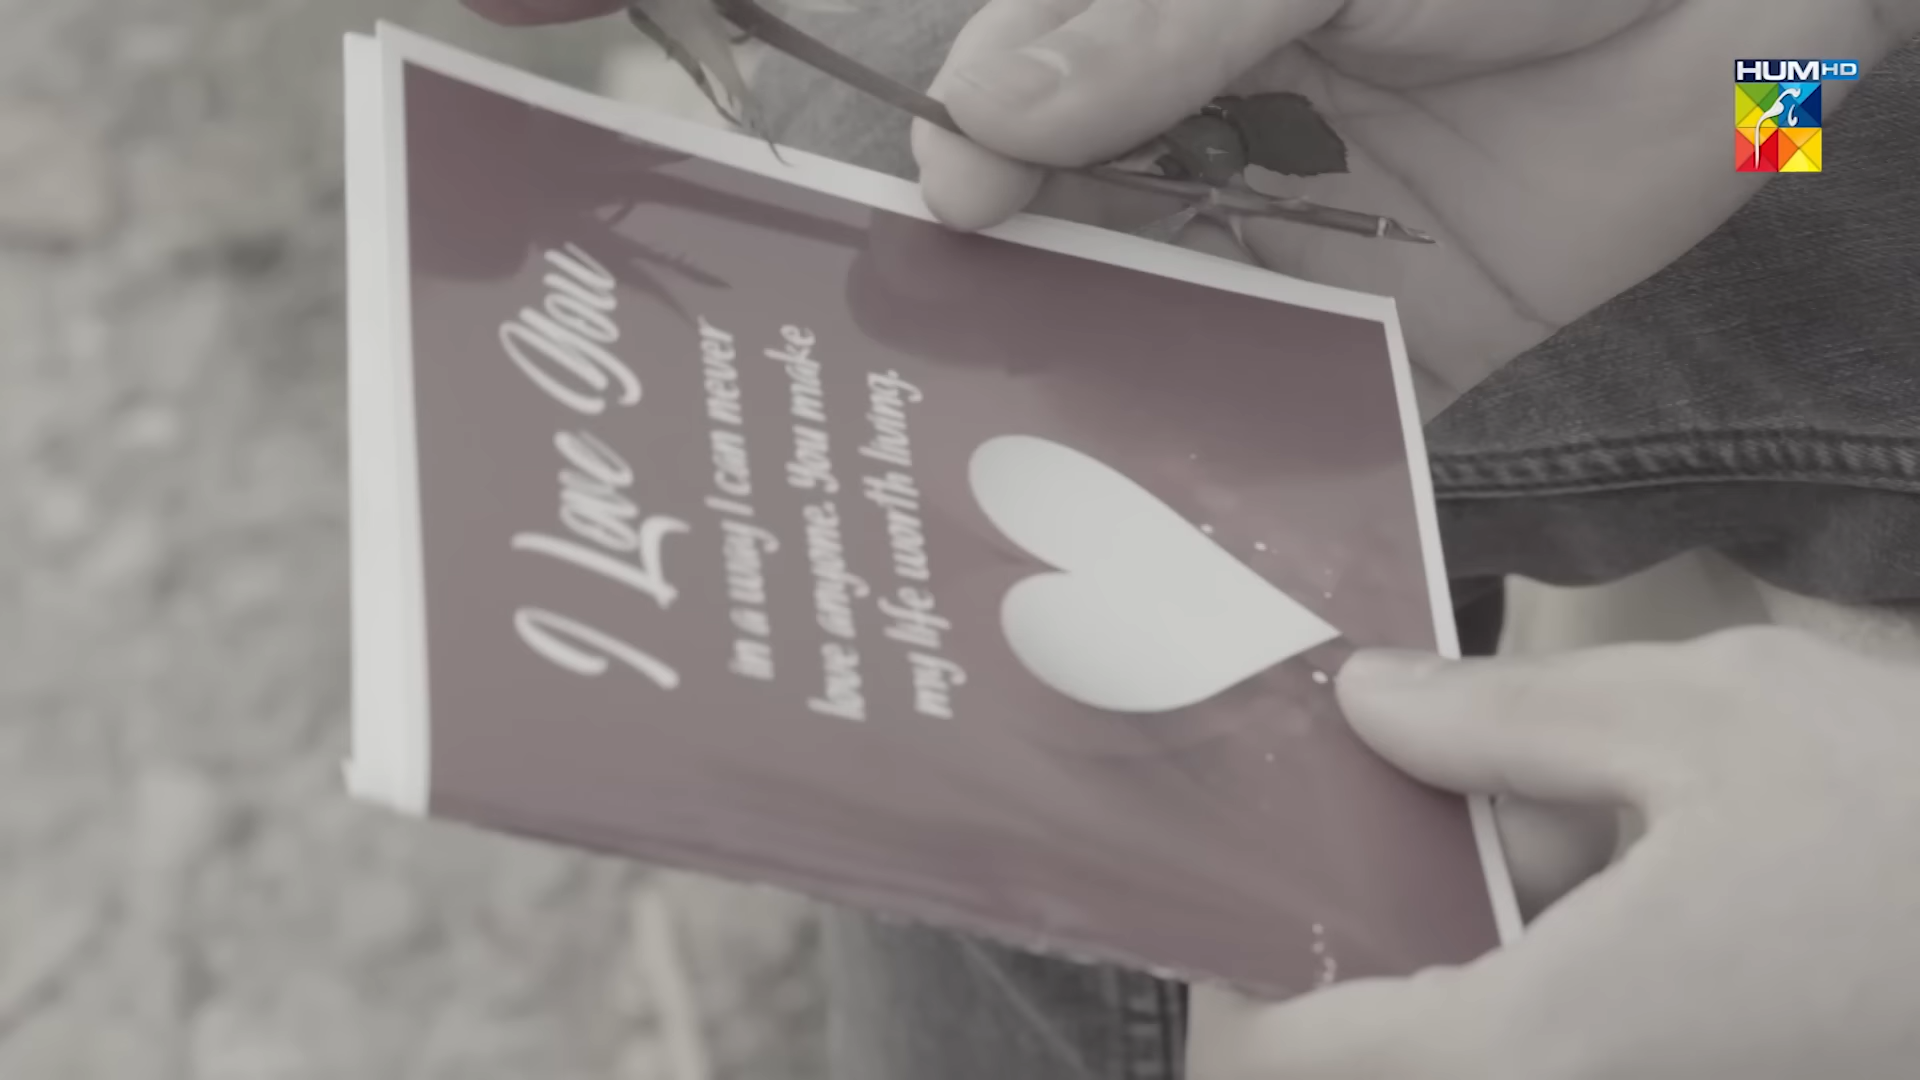 HUM HD
I Love You
in a way I can never
love anyone. You make
my life worth living.